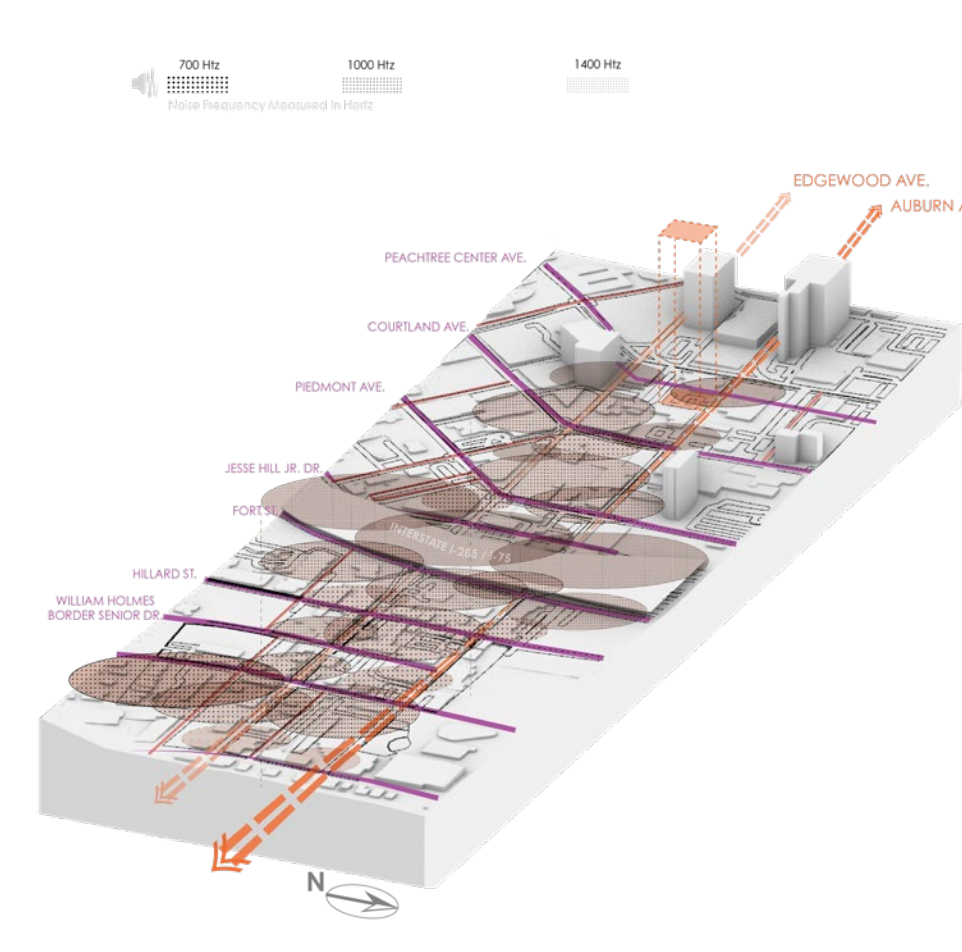 700 Htz
1000 Htz
1400 Htz
Noise Frequency Measured in Hertz
EDGEWOOD AVE.
AUBURN A
PEACHTREE CENTER AVE.
COURTLAND AVE.
PIEDMONT AVE.
JESSE HILL JR. DR.
FORT ST.
INTERSTATE I-285 / I-75
HILLARD ST.
WILLIAM HOLMES
BORDER SENIOR DR.
N